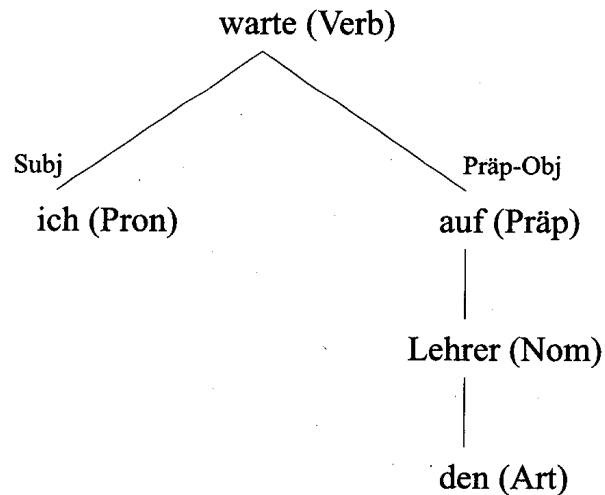 warte (Verb)
Subj
Präp-Obj
ich (Pron)
auf (Präp)
Lehrer (Nom)
den (Art)